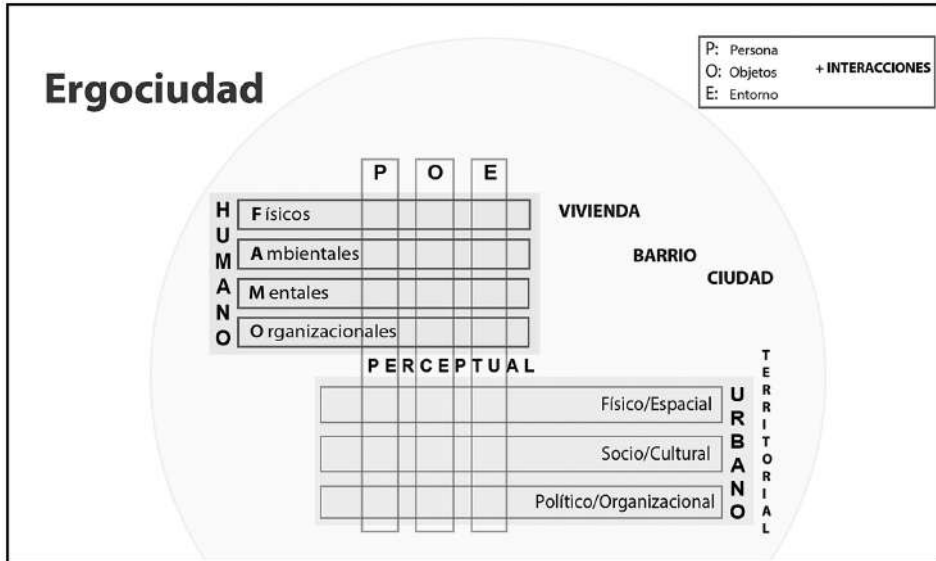 Ergociudad
P: Persona
O: Objetos
E: Entorno
+ INTERACCIONES
P O E
HUMANO
Físicos
Ambientales
Mentales
Organizacionales
VIVIENDA
BARRIO
CIUDAD
PERCEPTUAL
Físico/Espacial
Socio/Cultural
Político/Organizacional
URBANO
TERRITORIAL